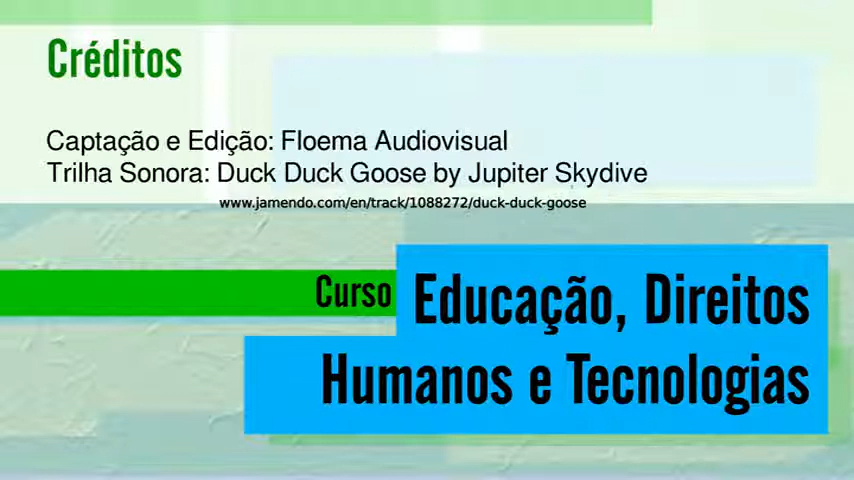 Créditos
Captação e Edição: Floema Audiovisual
Trilha Sonora: Duck Duck Goose by Jupiter Skydive
www.jamendo.com/en/track/1088272/duck-duck-goose
Curso Educação, Direitos
Humanos e Tecnologias